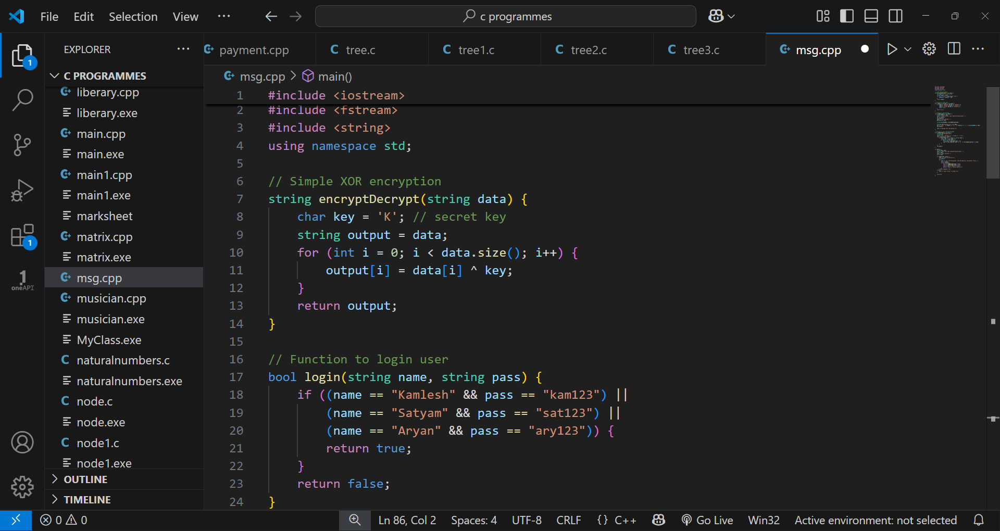 File Edit Selection View ···
c programmes
EXPLORER ···
C PROGRAMMES
liberary.cpp
liberary.exe
main.cpp
main.exe
main1.cpp
main1.exe
marksheet
matrix.cpp
matrix.exe
msg.cpp
musician.cpp
musician.exe
MyClass.exe
naturalnumbers.c
naturalnumbers.exe
node.c
node.exe
node1.c
node1.exe
OUTLINE
TIMELINE
1
1
1
oneAPI
payment.cpp C tree.c C tree1.c C tree2.c C tree3.c msg.cpp
msg.cpp > main()
1 #include <iostream>
2 #include <fstream>
3 #include <string>
4 using namespace std;
5
6 // Simple XOR encryption
7 string encryptDecrypt(string data) {
8     char key = 'K'; // secret key
9     string output = data;
10     for (int i = 0; i < data.size(); i++) {
11         output[i] = data[i] ^ key;
12     }
13     return output;
14 }
15
16 // Function to login user
17 bool login(string name, string pass) {
18     if ((name == "Kamlesh" && pass == "kam123") ||
19         (name == "Satyam" && pass == "sat123") ||
20         (name == "Aryan" && pass == "ary123")) {
21         return true;
22     }
23     return false;
24 }
0 0 Ln 86, Col 2 Spaces: 4 UTF-8 CRLF {} C++ Go Live Win32 Active environment: not selected